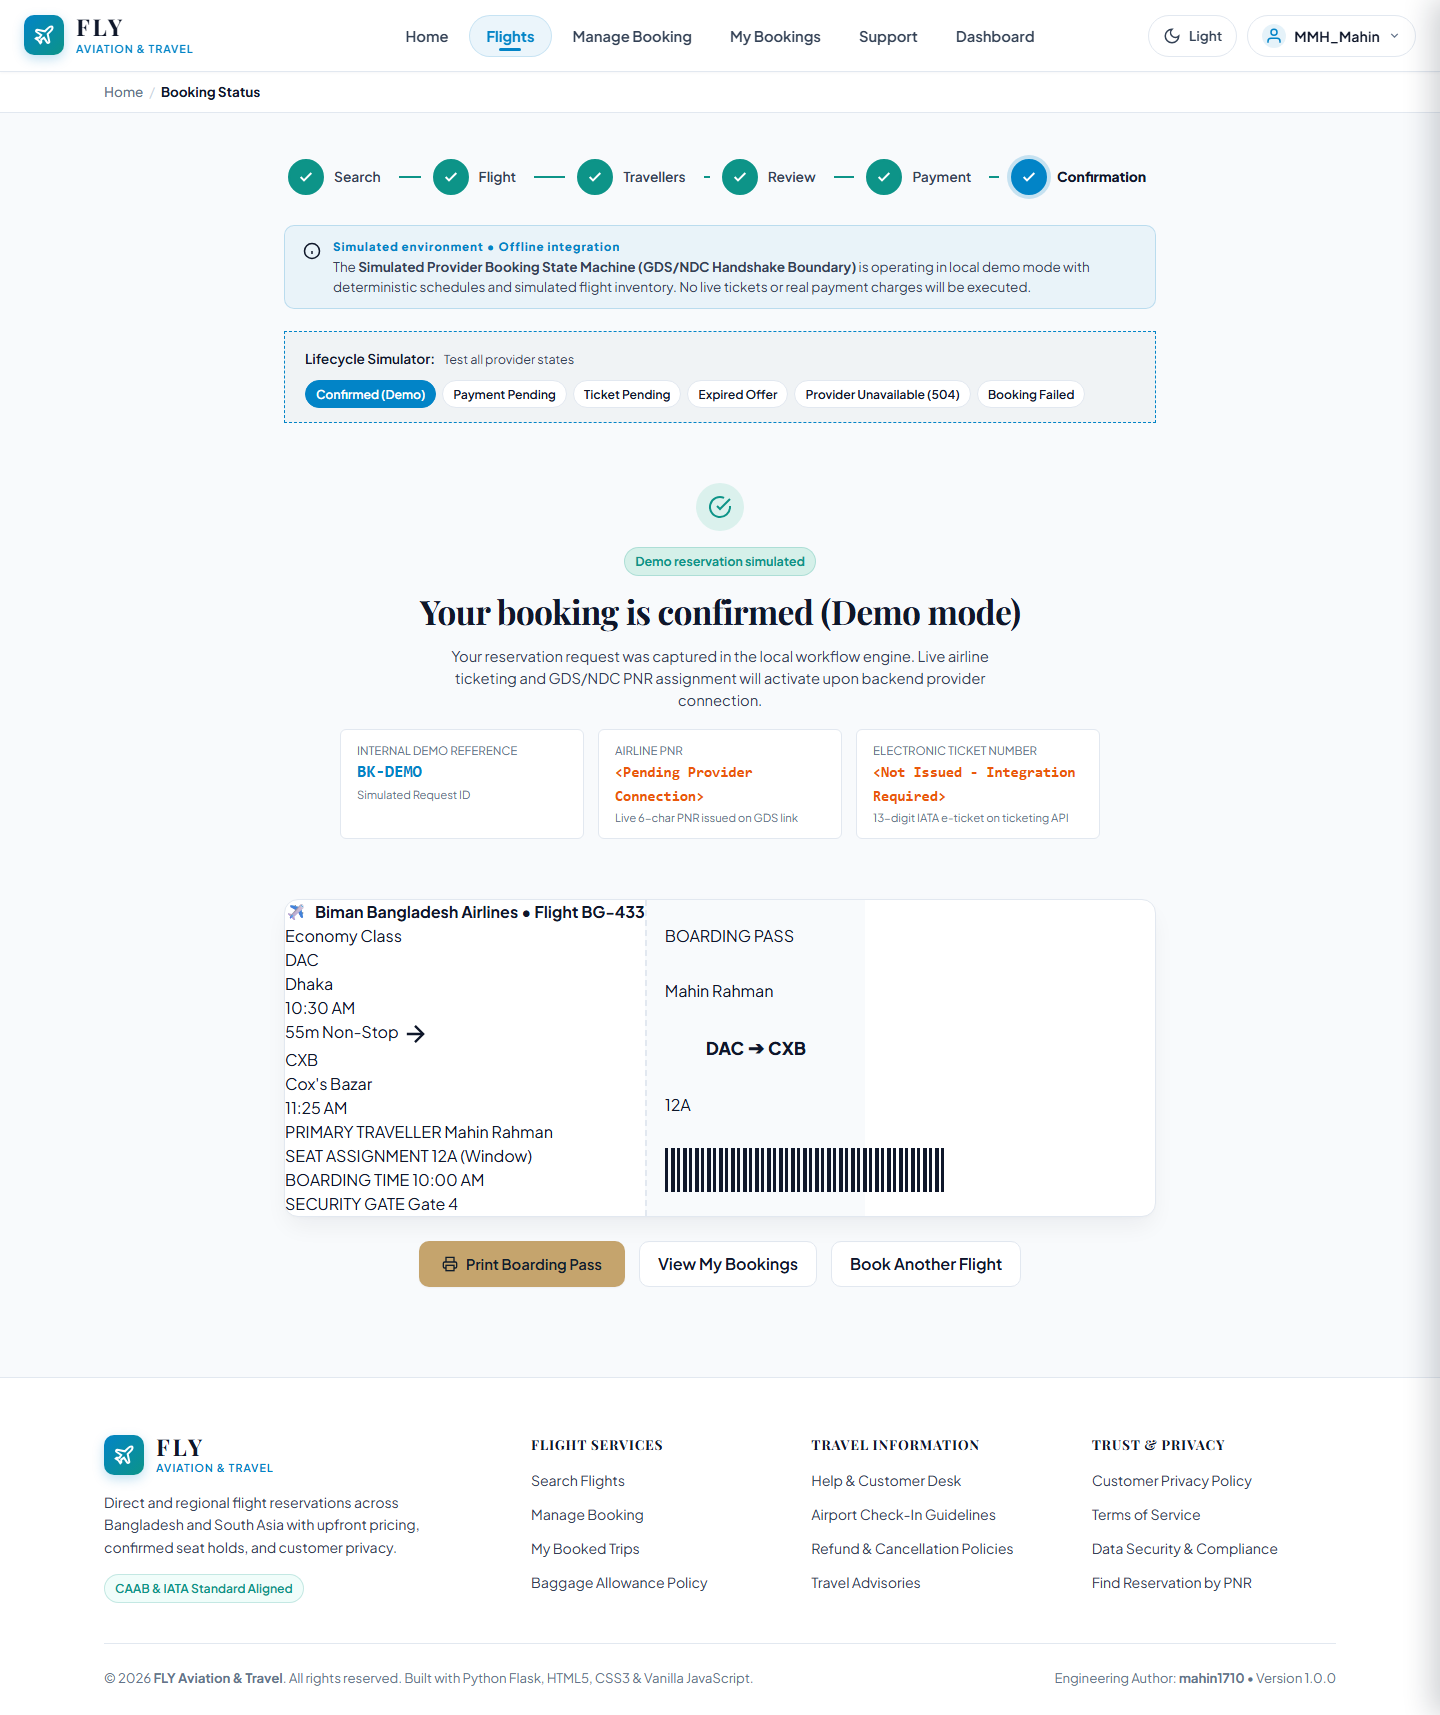 FLY
AVIATION & TRAVEL
Home
Flights
Manage Booking
My Bookings
Support
Dashboard
Light
MMH_Mahin
Home / Booking Status
Search
Flight
Travellers
Review
Payment
Confirmation
Simulated environment • Offline integration
The Simulated Provider Booking State Machine (GDS/NDC Handshake Boundary) is operating in local demo mode with
deterministic schedules and simulated flight inventory. No live tickets or real payment charges will be executed.
Lifecycle Simulator: Test all provider states
Confirmed (Demo)
Payment Pending
Ticket Pending
Expired Offer
Provider Unavailable (504)
Booking Failed
Demo reservation simulated
Your booking is confirmed (Demo mode)
Your reservation request was captured in the local workflow engine. Live airline
ticketing and GDS/NDC PNR assignment will activate upon backend provider
connection.
INTERNAL DEMO REFERENCE
BK-DEMO
Simulated Request ID
AIRLINE PNR
<Pending Provider
Connection>
Live 6-char PNR issued on GDS link
ELECTRONIC TICKET NUMBER
<Not Issued - Integration
Required>
13-digit IATA e-ticket on ticketing API
Biman Bangladesh Airlines • Flight BG-433
Economy Class
DAC
Dhaka
10:30 AM
55m Non-Stop →
CXB
Cox's Bazar
11:25 AM
PRIMARY TRAVELLER Mahin Rahman
SEAT ASSIGNMENT 12A (Window)
BOARDING TIME 10:00 AM
SECURITY GATE Gate 4
BOARDING PASS
Mahin Rahman
DAC ➔ CXB
12A
Print Boarding Pass
View My Bookings
Book Another Flight
FLY
AVIATION & TRAVEL
Direct and regional flight reservations across
Bangladesh and South Asia with upfront pricing,
confirmed seat holds, and customer privacy.
CAAB & IATA Standard Aligned
FLIGHT SERVICES
Search Flights
Manage Booking
My Booked Trips
Baggage Allowance Policy
TRAVEL INFORMATION
Help & Customer Desk
Airport Check-In Guidelines
Refund & Cancellation Policies
Travel Advisories
TRUST & PRIVACY
Customer Privacy Policy
Terms of Service
Data Security & Compliance
Find Reservation by PNR
© 2026 FLY Aviation & Travel. All rights reserved. Built with Python Flask, HTML5, CSS3 & Vanilla JavaScript.
Engineering Author: mahin1710 • Version 1.0.0